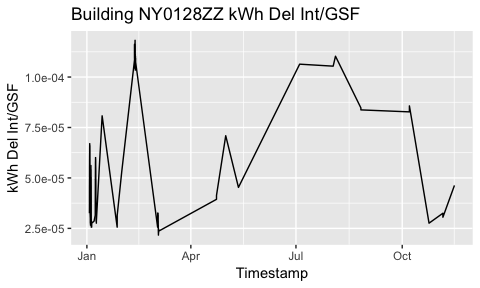 Building NY0128ZZ kWh Del Int/GSF
kWh Del Int/GSF
1.0e-04
7.5e-05
5.0e-05
2.5e-05
Jan Apr Jul Oct
Timestamp